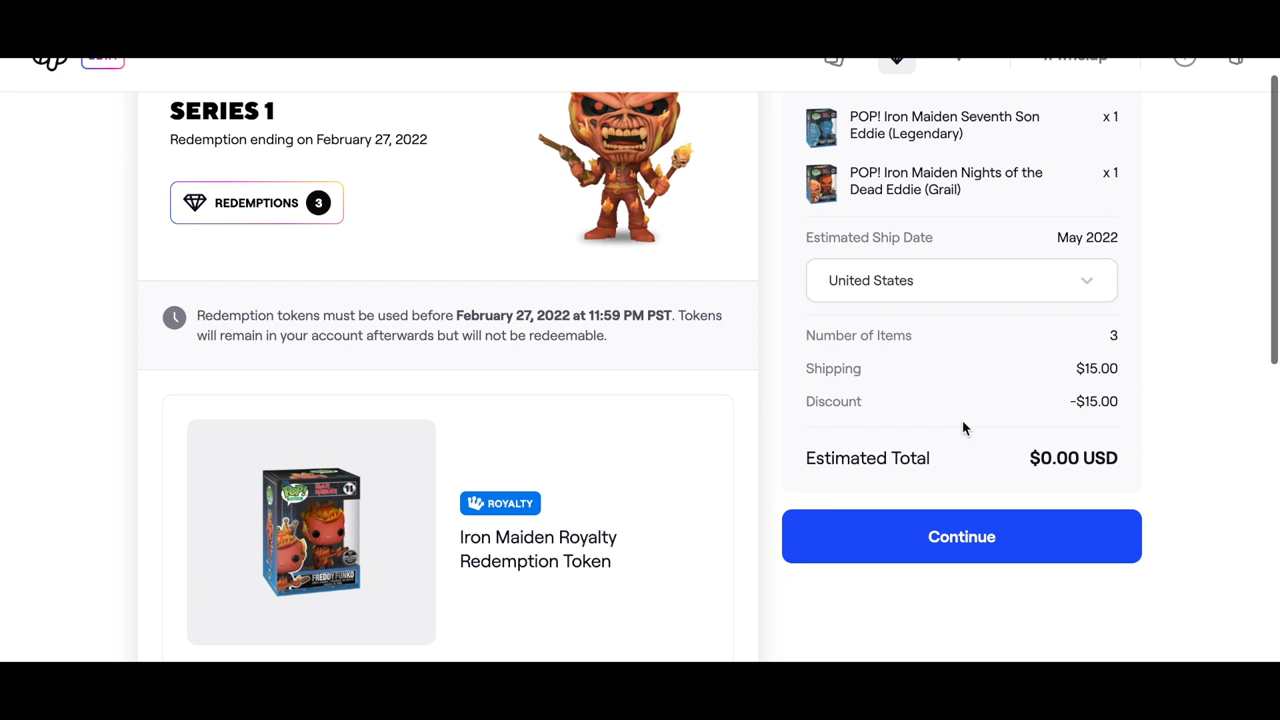 SERIES 1
Redemption ending on February 27, 2022
REDEMPTIONS 3
Redemption tokens must be used before February 27, 2022 at 11:59 PM PST. Tokens
will remain in your account afterwards but will not be redeemable.
ROYALTY
Iron Maiden Royalty
Redemption Token
POP!
FREDDY FUNKO
POP! Iron Maiden Seventh Son
Eddie (Legendary)
x 1
POP! Iron Maiden Nights of the
Dead Eddie (Grail)
x 1
Estimated Ship Date
May 2022
United States
Number of Items
3
Shipping
$15.00
Discount
-$15.00
Estimated Total
$0.00 USD
Continue